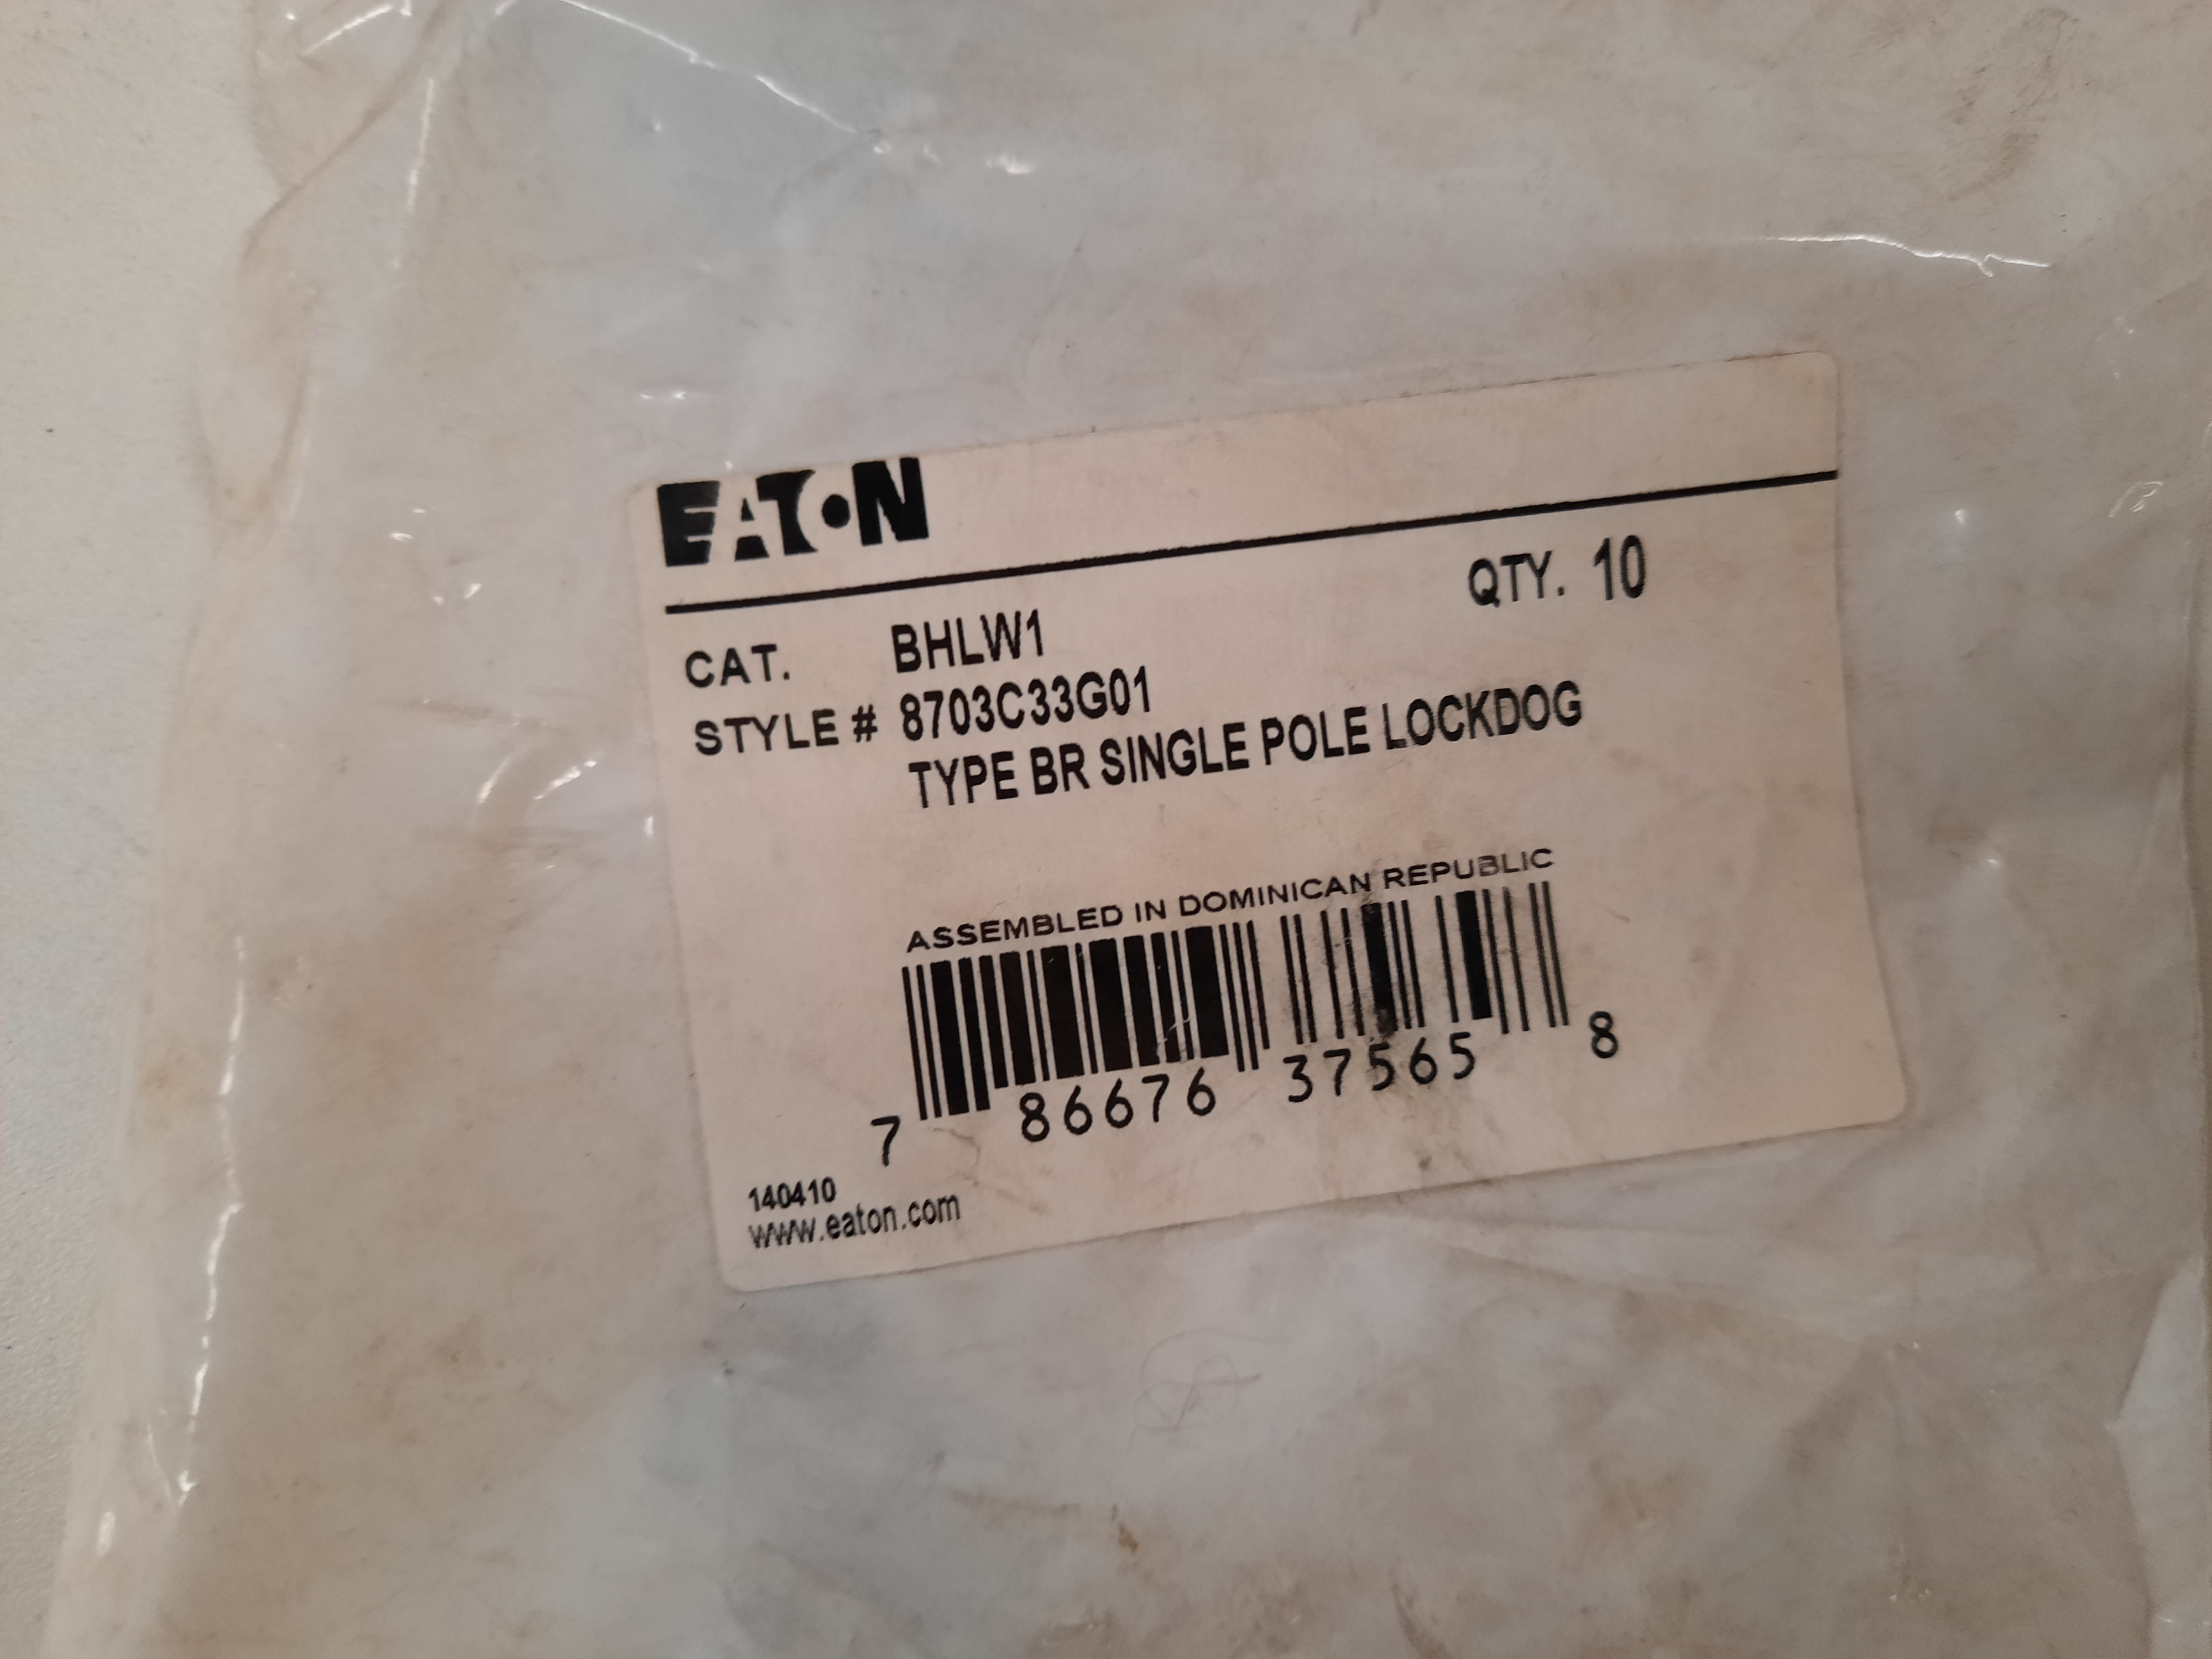 EATON
QTY. 10
CAT. BHLW1
STYLE # 8703C33G01
TYPE BR SINGLE POLE LOCKDOG
ASSEMBLED IN DOMINICAN REPUBLIC
7 86676 37565 8
140410
www.eaton.com